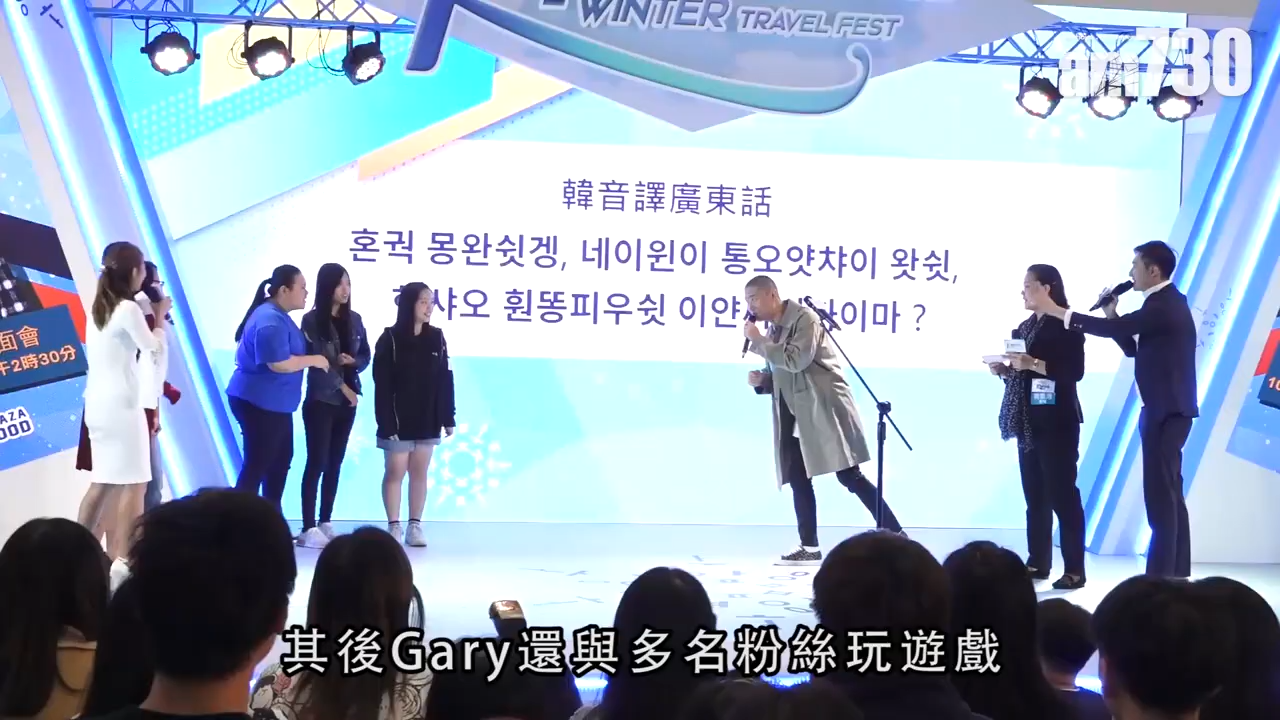 WINTER TRAVEL FEST
am730
韓音譯廣東話
혼궉 몽완쉿겡, 네이윈이 통오얏챠이 왓쉿,
샤오 훤똥피우쉿 이얀
이마 ?
面會
午2時30分
AZA
000
其後Gary還與多名粉絲玩遊戲